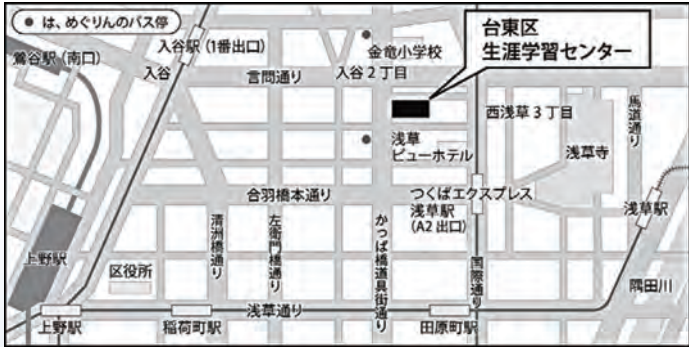 ● は、めぐりんのバス停
台東区
生涯学習センター
入谷駅（1番出口）
金竜小学校
鶯谷駅（南口）
入谷
言問通り
入谷2丁目
西浅草3丁目
馬道通り
浅草
ビューホテル
浅草寺
合羽橋本通り
つくばエクスプレス
浅草駅
（A2出口）
浅草駅
清洲橋通り
左衛門橋通り
かっぱ橋道具街通り
国際通り
上野駅
区役所
隅田川
浅草通り
上野駅
稲荷町駅
田原町駅